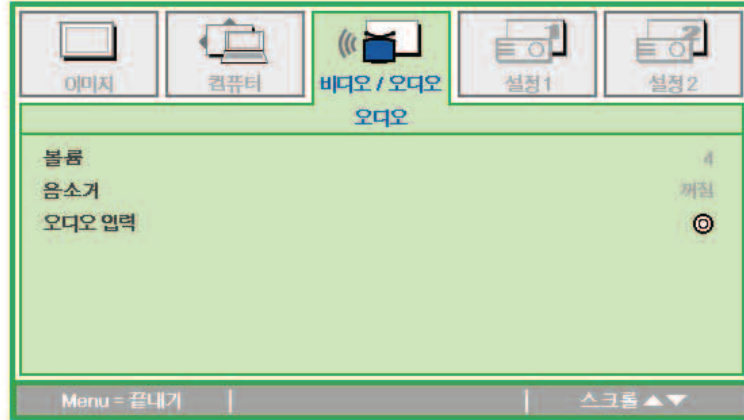 이미지 컴퓨터 비디오 / 오디오 설정 1 설정 2
오디오
볼륨 4
음소거 꺼짐
오디오 입력
Menu = 끝내기 스크롤 ▲▼